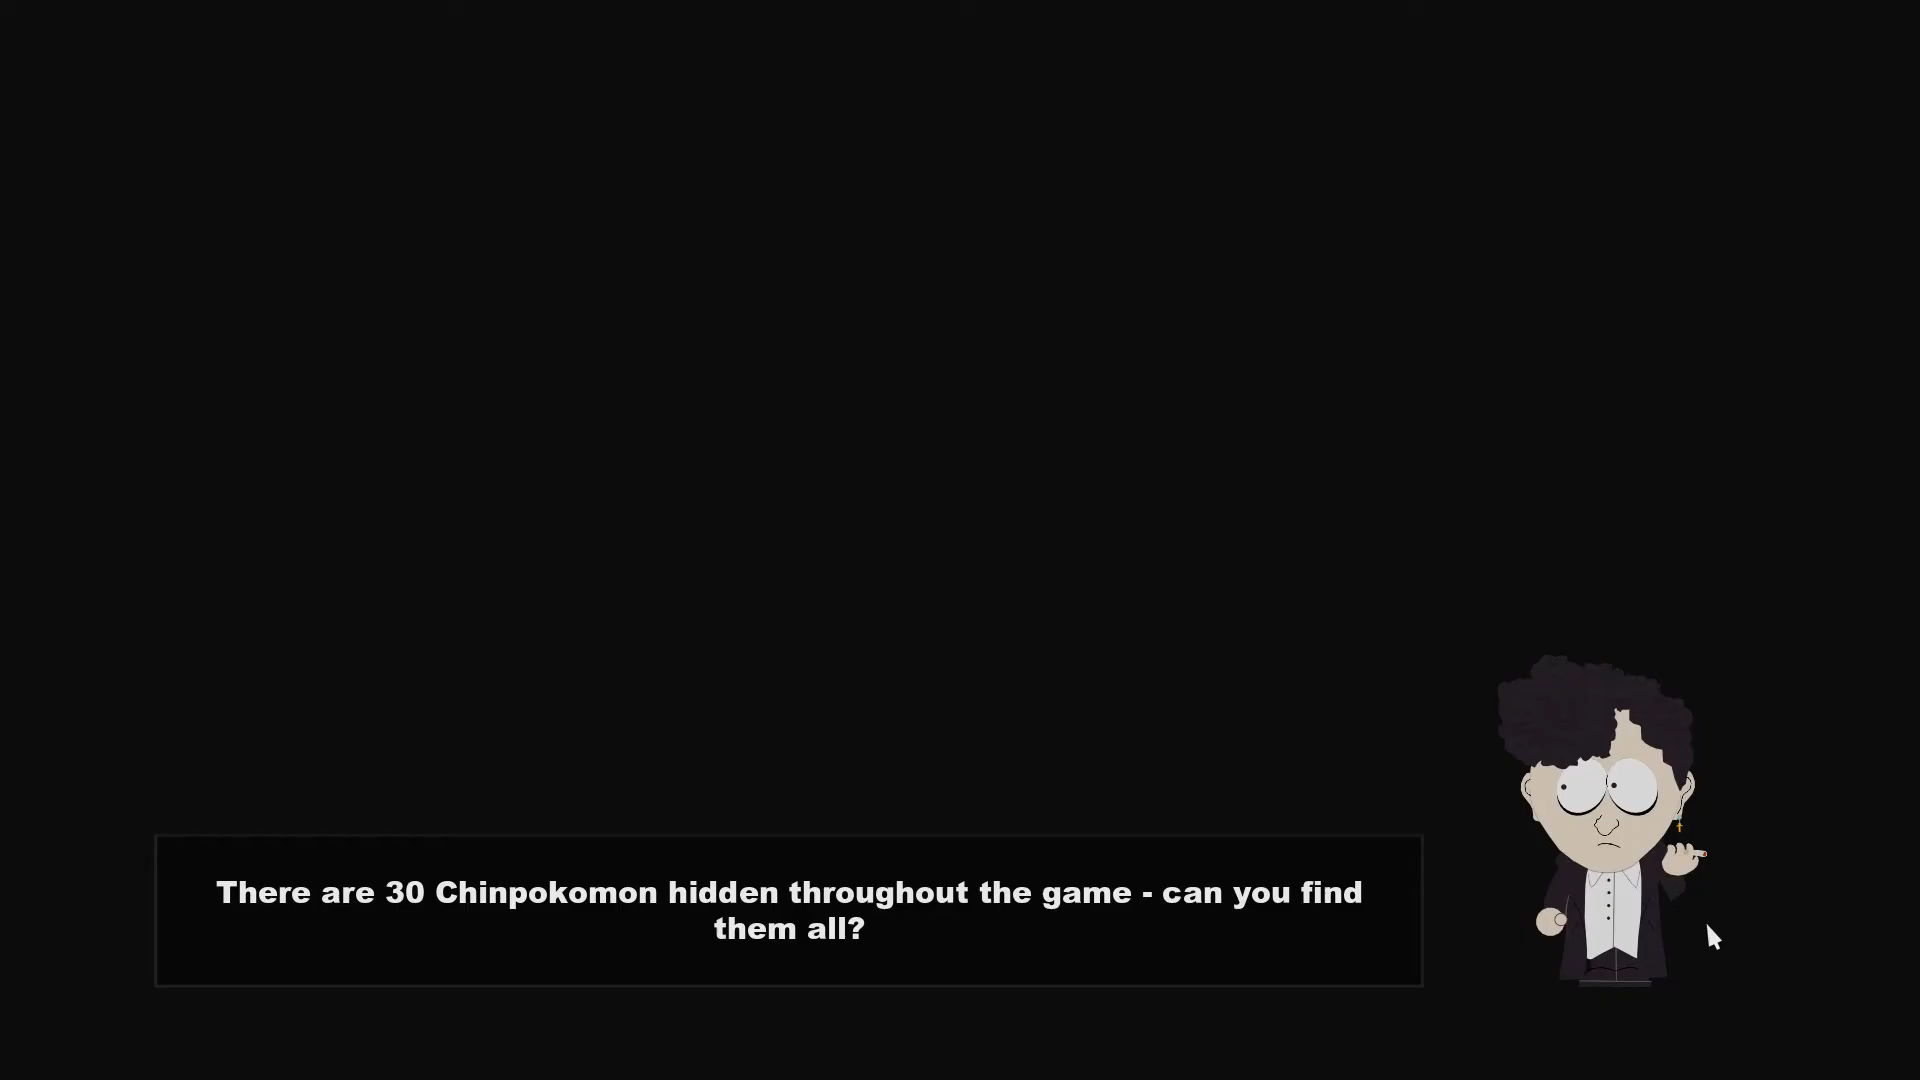 There are 30 Chinpokomon hidden throughout the game - can you find
them all?